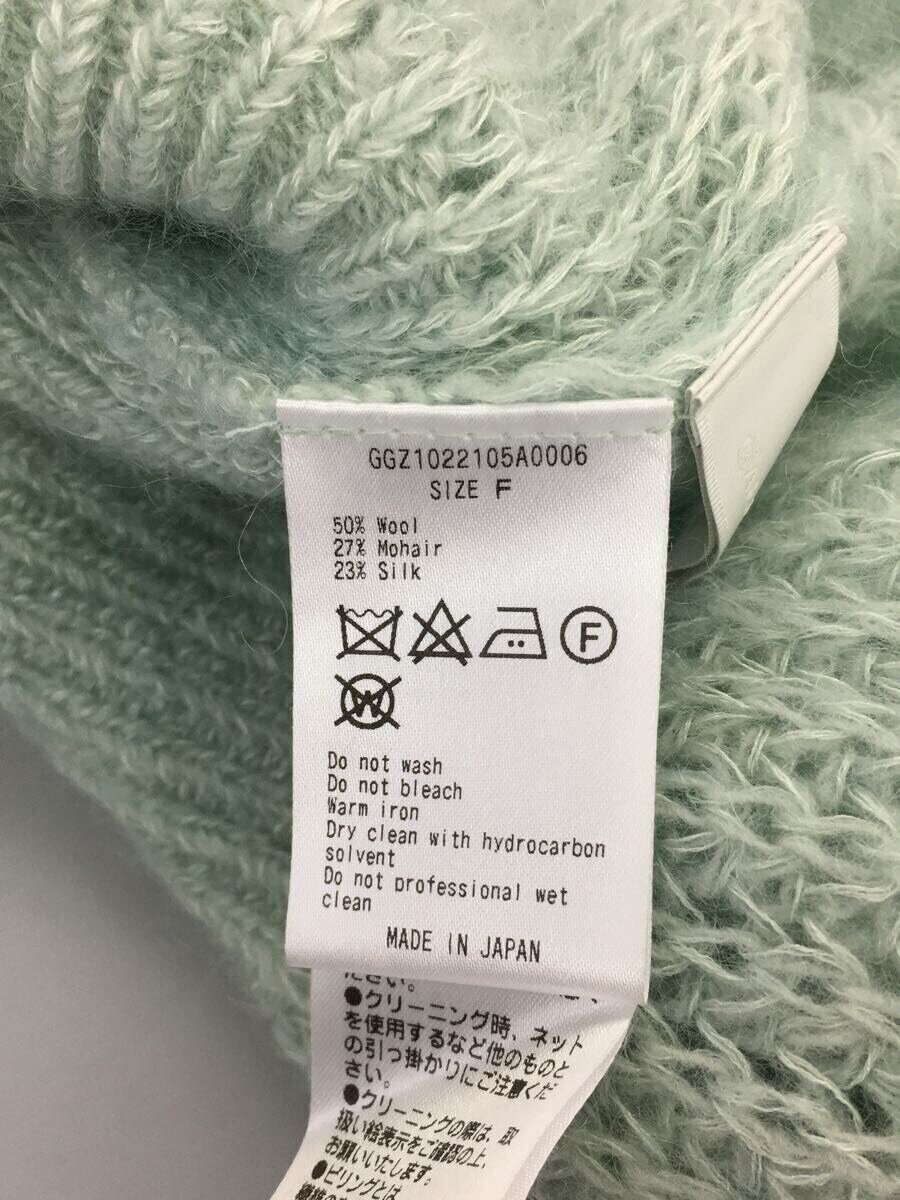 GGZ1022105A0006
SIZE F
50% Wool
27% Mohair
23% Silk
F
W
Do not wash
Do not bleach
Warm iron
Dry clean with hydrocarbon
solvent
Do not professional wet
clean
MADE IN JAPAN
ださい。
●クリーニング時、ネット
を使用するなど他のものと
の引っ掛かりにご注意くだ
さい。
●クリーニングの際は、取
扱い絵表示をご確認の上、
お願いいたします。
●ピリングとは